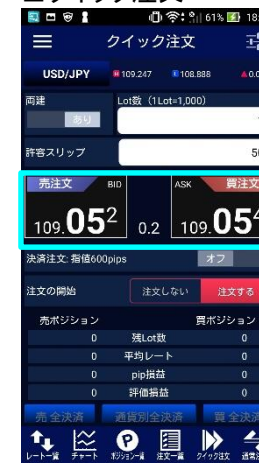 クイック注文
61% 18:
クイック注文
USD/JPY H109.247 L108.888 ▲0.0
両建 Lot数（1Lot=1,000）
あり
許容スリップ 50
売注文 BID ASK 買注文
109.052 0.2 109.054
決済注文: 指値600pips オフ
注文の開始 注文しない 注文する
売ポジション 買ポジション
0 残Lot数 0
0 平均レート 0
0 pip損益 0
0 評価損益 0
売全決済 通貨別全決済 買全決済
レート一覧 チャート ポジション一覧 注文一覧 クイック注文 通常注